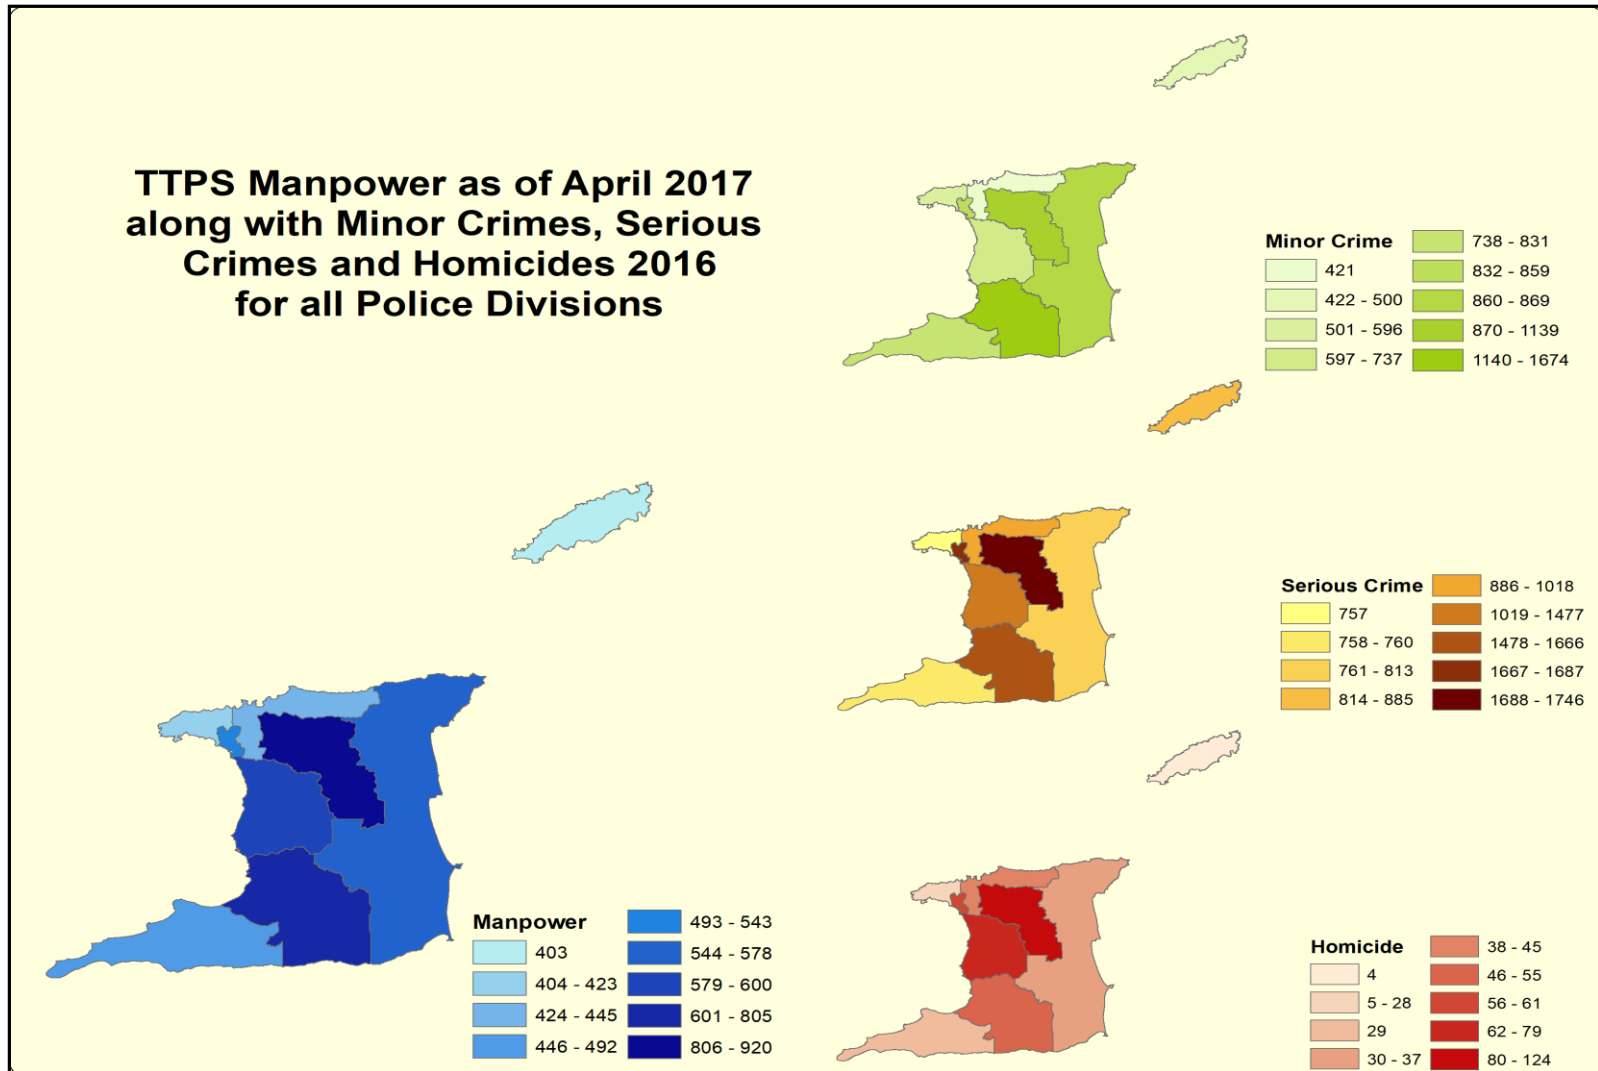 TTPS Manpower as of April 2017
along with Minor Crimes, Serious
Crimes and Homicides 2016
for all Police Divisions
Minor Crime
421
422 - 500
501 - 596
597 - 737
738 - 831
832 - 859
860 - 869
870 - 1139
1140 - 1674
Serious Crime
757
758 - 760
761 - 813
814 - 885
886 - 1018
1019 - 1477
1478 - 1666
1667 - 1687
1688 - 1746
Manpower
403
404 - 423
424 - 445
446 - 492
493 - 543
544 - 578
579 - 600
601 - 805
806 - 920
Homicide
4
5 - 28
29
30 - 37
38 - 45
46 - 55
56 - 61
62 - 79
80 - 124